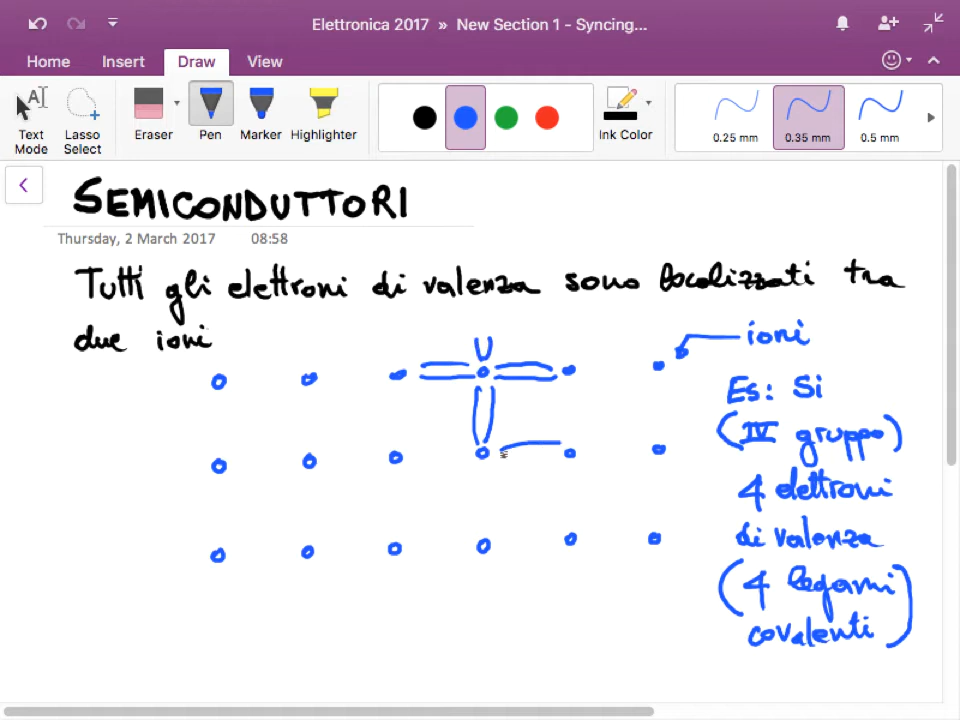 Elettronica 2017 » New Section 1 - Syncing...
Home Insert Draw View
Text Mode
Lasso Select
Eraser
Pen
Marker
Highlighter
Ink Color
0.25 mm
0.35 mm
0.5 mm
SEMICONDUTTORI
Thursday, 2 March 2017 08:58
Tutti gli elettroni di valenza sono localizzati tra
due ioni
ioni
Es: Si
(IV gruppo)
4 elettroni
di valenza
(4 legami
covalenti)